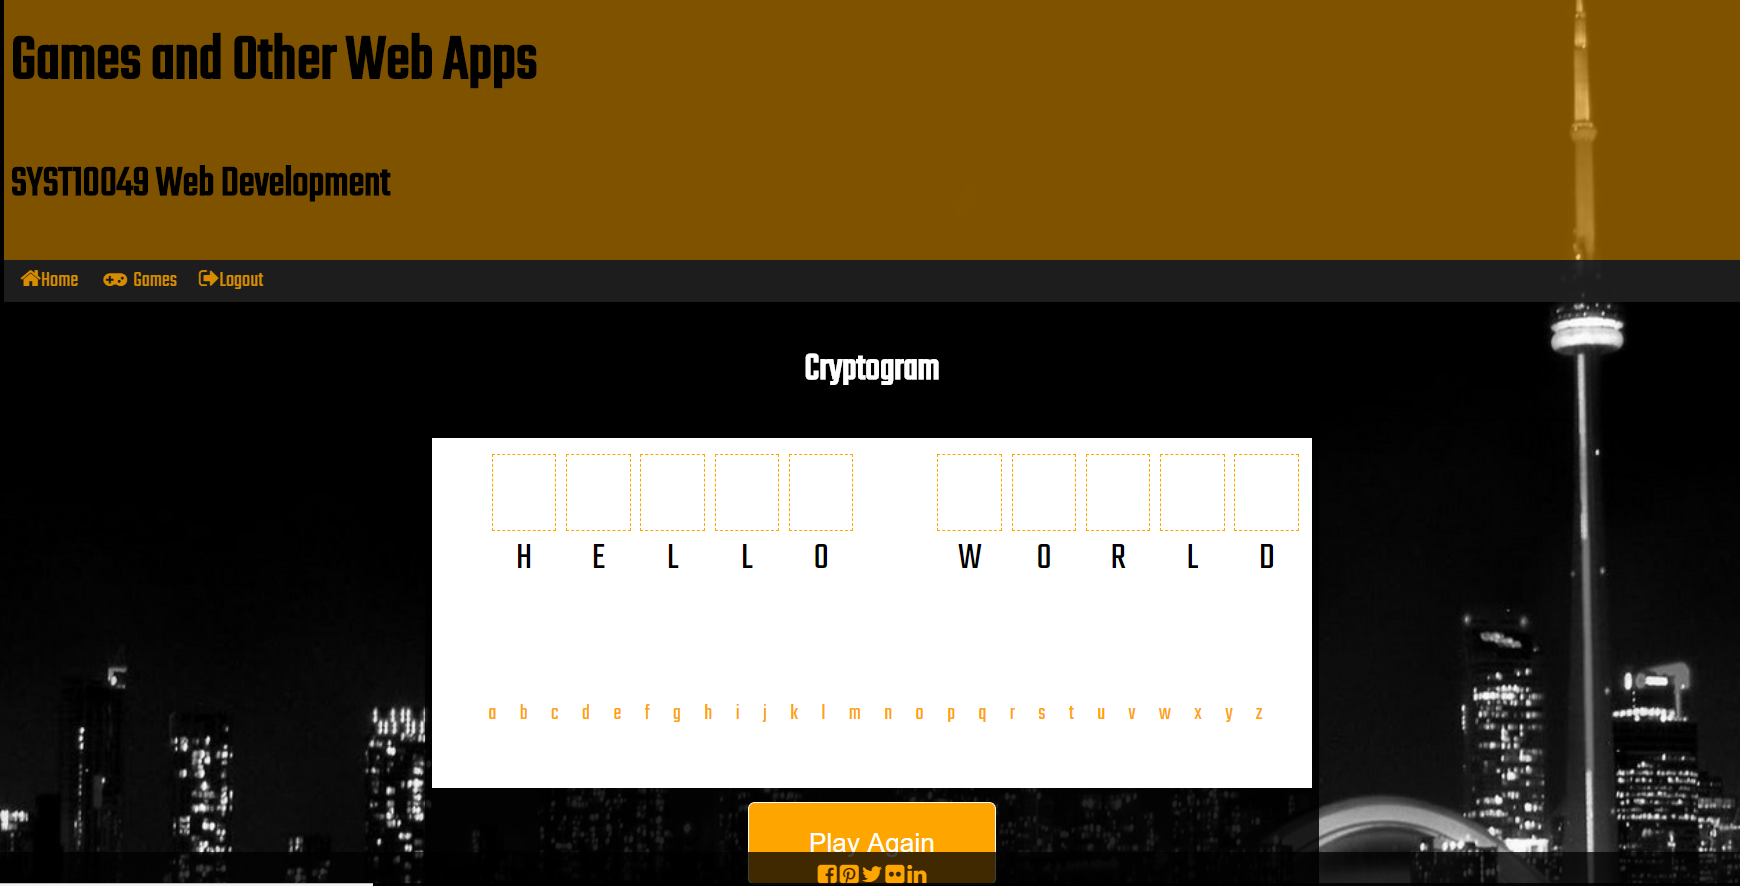 Games and Other Web Apps
SYST10049 Web Development
Home Games Logout
Cryptogram
H E L L O W O R L D
a b c d e f g h i j k l m n o p q r s t u v w x y z
Play Again